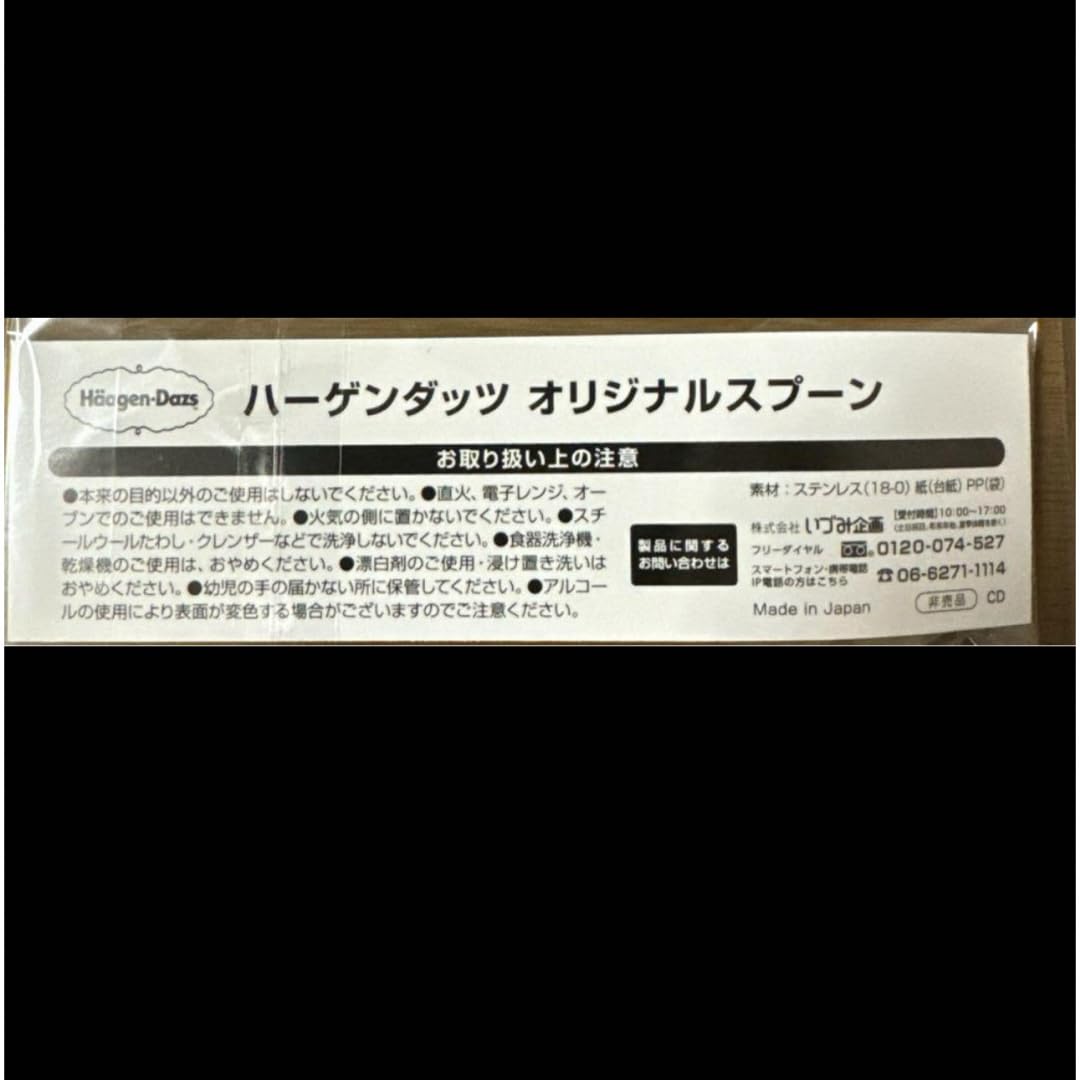 Häagen-Dazs
ハーゲンダッツ オリジナルスプーン
お取り扱い上の注意
●本来の目的以外のご使用はしないでください。●直火、電子レンジ、オー
ブンでのご使用はできません。●火気の側に置かないでください。●スチ
ールウールたわし・クレンザーなどで洗浄しないでください。●食器洗浄機・
乾燥機のご使用は、おやめください。●漂白剤のご使用・浸け置き洗いは
おやめください。●幼児の手の届かない所に保管してください。●アルコー
ルの使用により表面が変色する場合がございますのでご注意ください。
製品に関する
お問い合わせは
素材：ステンレス(18-0) 紙(台紙) PP(袋)
株式会社 いづみ企画 [受付時間]10:00~17:00
フリーダイヤル 0120-074-527
スマートフォン・携帯電話
IP電話の方はこちら ☎06-6271-1114
Made in Japan 非売品 CD